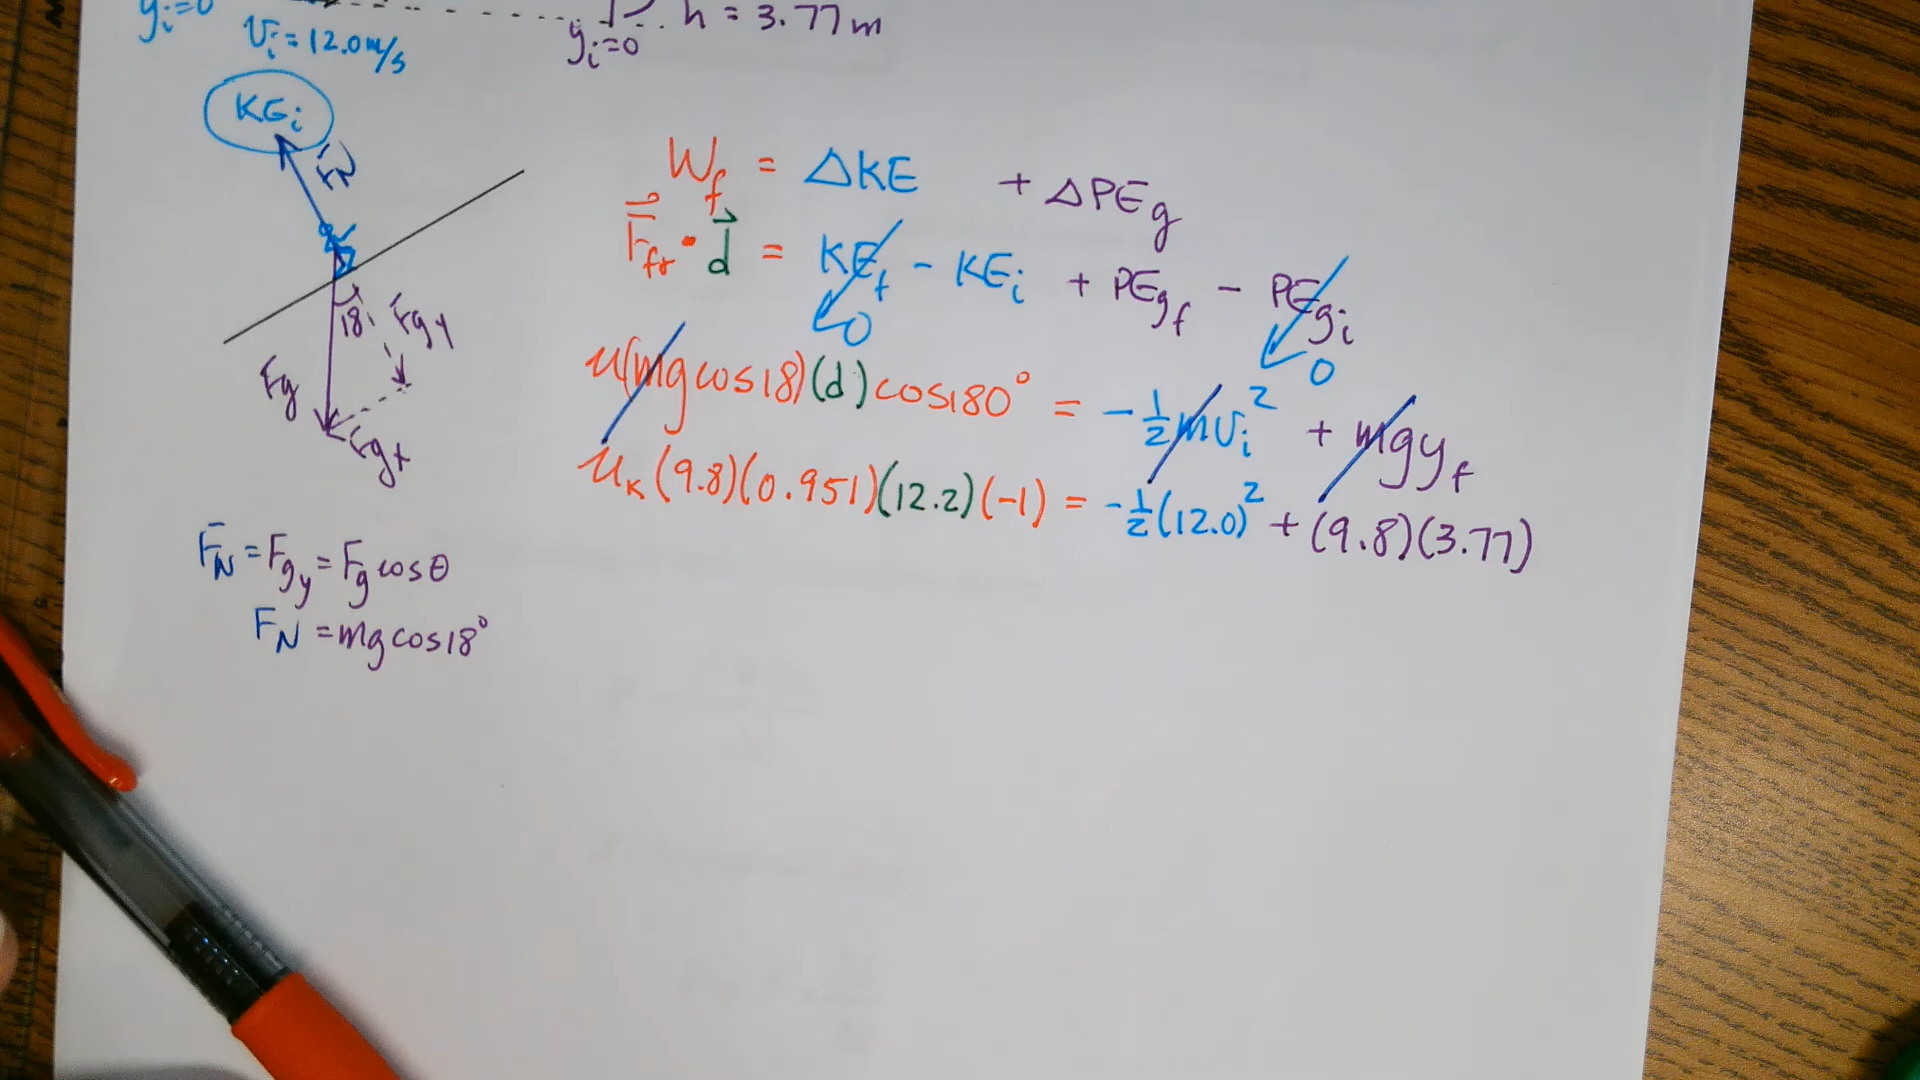 yᵢ=0
vᵢ = 12.0 m/s
yᵢ=0
h = 3.77 m
KEᵢ
F_N
18°
F_gy
F_g
F_gx
W_f = ΔKE + ΔPE_g
F_fr · d = KE_f - KEᵢ + PE_gf - PE_gi
0
0
μ(mg cos18)(d) cos180° = -½mvᵢ² + mgy_f
μ_K (9.8)(0.951)(12.2)(-1) = -½(12.0)² + (9.8)(3.77)
F_N = F_gy = F_g cosθ
F_N = mg cos18°